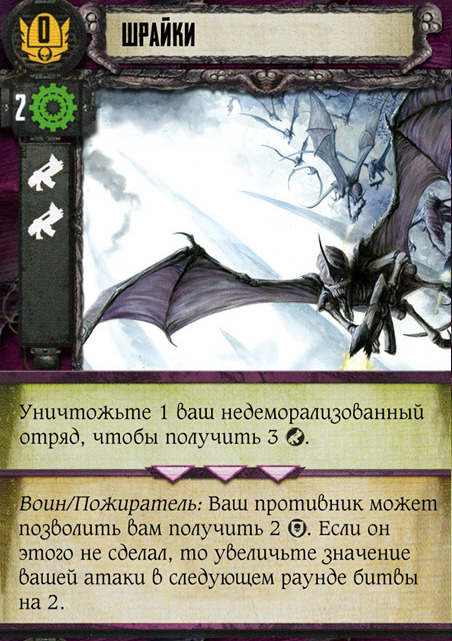 0
ШРАЙКИ
2
Уничтожьте 1 ваш недеморализованный
отряд, чтобы получить 3 .
Воин/Пожиратель: Ваш противник может
позволить вам получить 2 . Если он
этого не сделал, то увеличьте значение
вашей атаки в следующем раунде битвы
на 2.